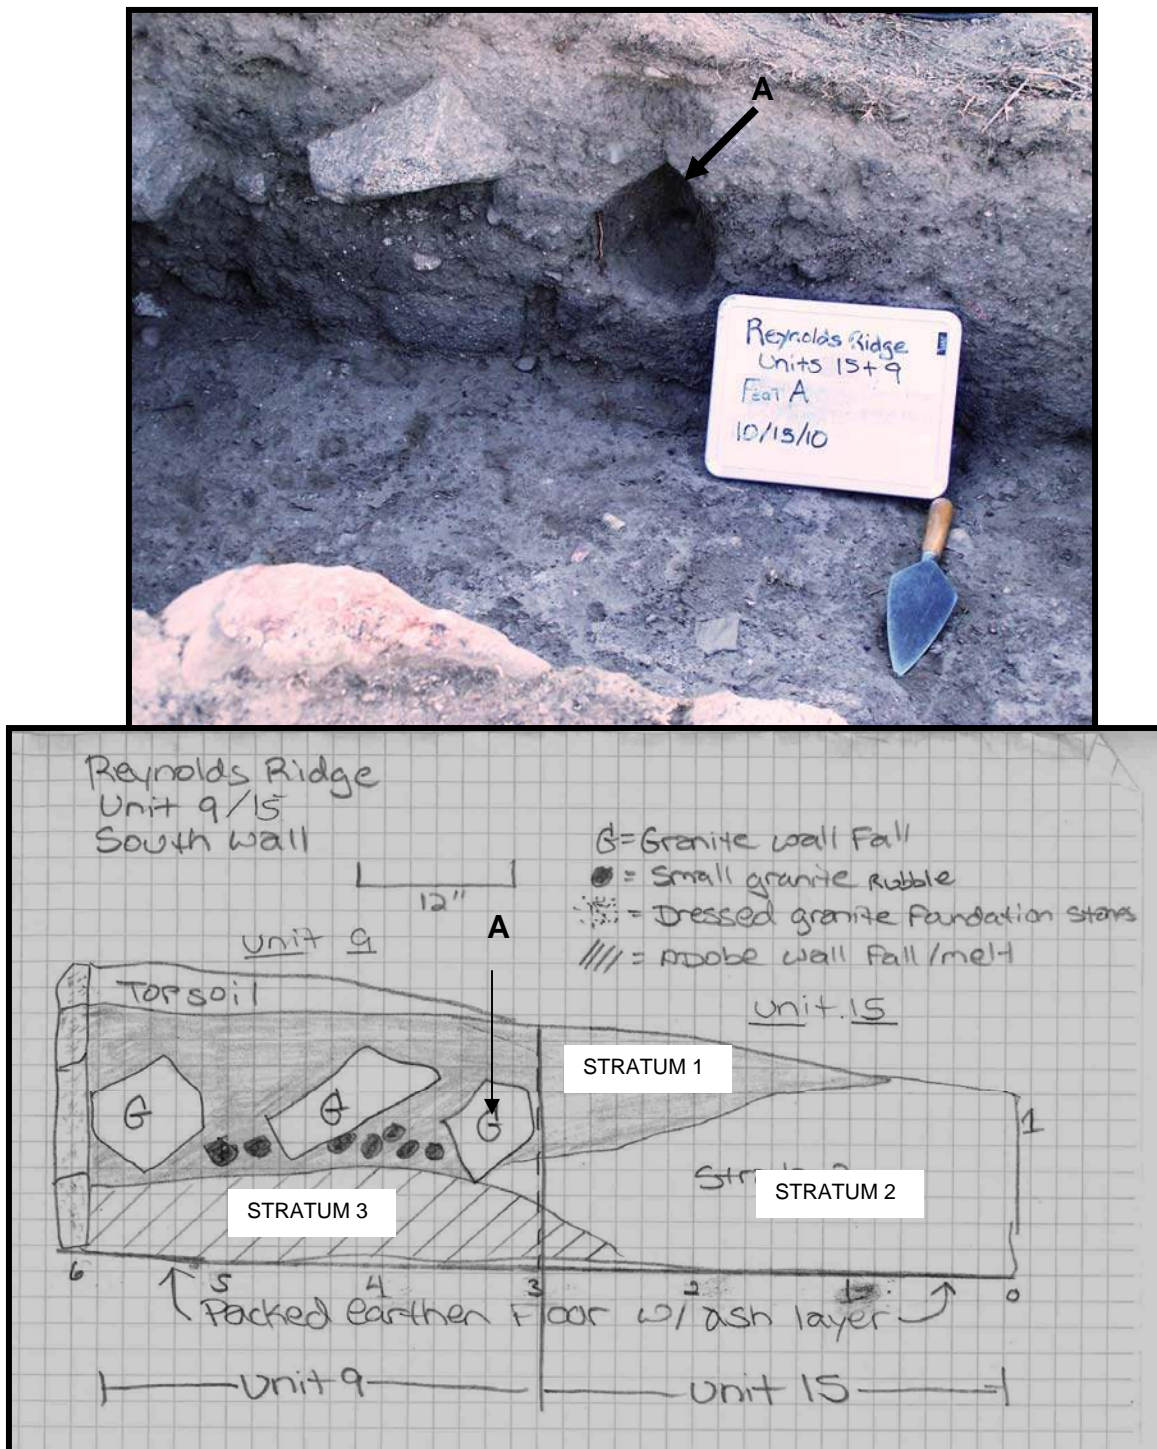 A
Reynolds Ridge
Units 15+9
Feat A
10/15/10
Reynolds Ridge
Unit 9/15
South Wall
12"
G=Granite wall Fall
= Small granite Rubble
= Dressed granite foundation stones
= Adobe wall Fall/melt
A
Unit 9
Topsoil
Unit 15
STRATUM 1
G
G
G
1
STRATUM 2
STRATUM 3
6
5
4
3
2
1
0
Packed earthen Floor w/ ash layer
Unit 9
Unit 15